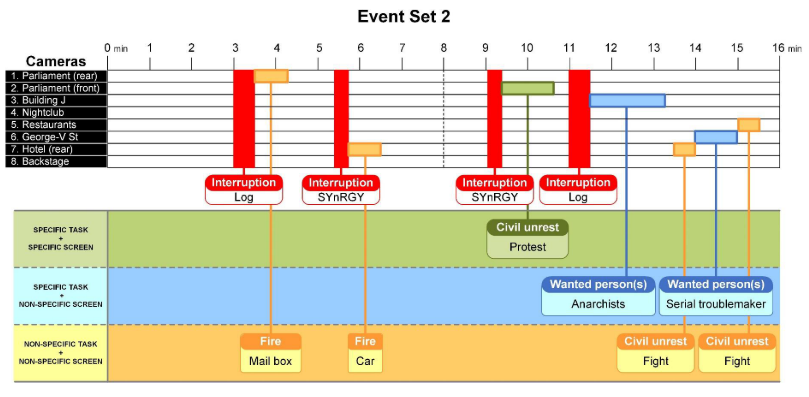 Event Set 2
0 min 1 2 3 4 5 6 7 8 9 10 11 12 13 14 15 16 min
Cameras
1. Parliament (rear)
2. Parliament (front)
3. Building J
4. Nightclub
5. Restaurants
6. George-V St
7. Hotel (rear)
8. Backstage
Interruption Interruption Interruption Interruption
Log SYnRGY SYnRGY Log
SPECIFIC TASK
+
SPECIFIC SCREEN
Civil unrest
Protest
SPECIFIC TASK
+
NON-SPECIFIC SCREEN
Wanted person(s) Wanted person(s)
Anarchists Serial troublemaker
NON-SPECIFIC TASK
+
NON-SPECIFIC SCREEN
Fire Fire Civil unrest Civil unrest
Mail box Car Fight Fight